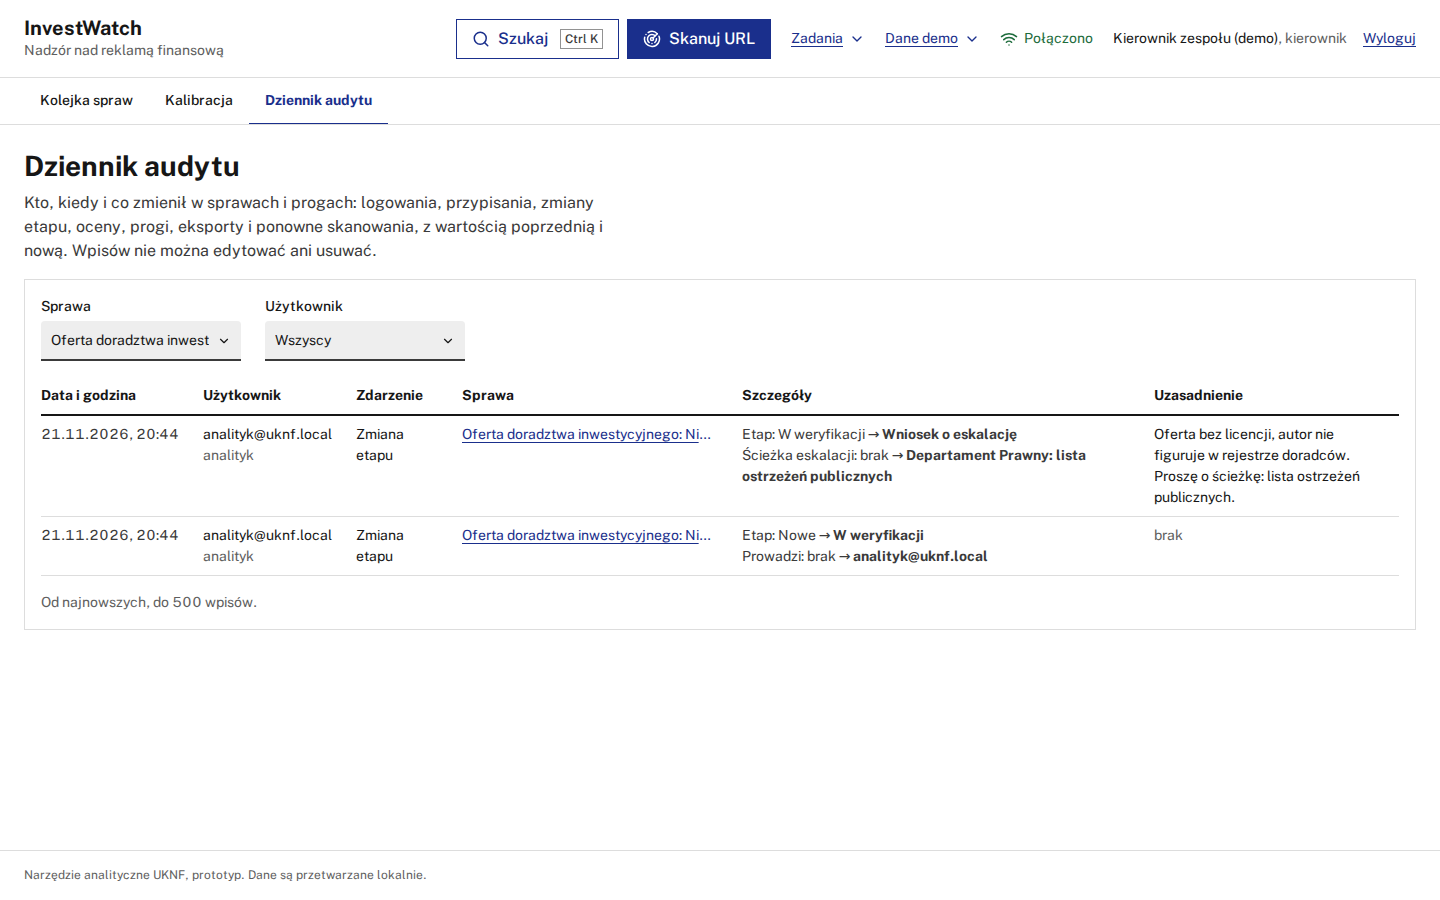 InvestWatch
Nadzór nad reklamą finansową
Szukaj Ctrl K
Skanuj URL
Zadania
Dane demo
Połączono
Kierownik zespołu (demo), kierownik
Wyloguj
Kolejka spraw
Kalibracja
Dziennik audytu
Dziennik audytu
Kto, kiedy i co zmienił w sprawach i progach: logowania, przypisania, zmiany
etapu, oceny, progi, eksporty i ponowne skanowania, z wartością poprzednią i
nową. Wpisów nie można edytować ani usuwać.
Sprawa
Użytkownik
Oferta doradztwa inwest
Wszyscy
Data i godzina Użytkownik Zdarzenie Sprawa Szczegóły Uzasadnienie
21.11.2026, 20:44
analityk@uknf.local
analityk
Zmiana
etapu
Oferta doradztwa inwestycyjnego: Ni...
Etap: W weryfikacji → Wniosek o eskalację
Ścieżka eskalacji: brak → Departament Prawny: lista
ostrzeżeń publicznych
Oferta bez licencji, autor nie
figuruje w rejestrze doradców.
Proszę o ścieżkę: lista ostrzeżeń
publicznych.
21.11.2026, 20:44
analityk@uknf.local
analityk
Zmiana
etapu
Oferta doradztwa inwestycyjnego: Ni...
Etap: Nowe → W weryfikacji
Prowadzi: brak → analityk@uknf.local
brak
Od najnowszych, do 500 wpisów.
Narzędzie analityczne UKNF, prototyp. Dane są przetwarzane lokalnie.